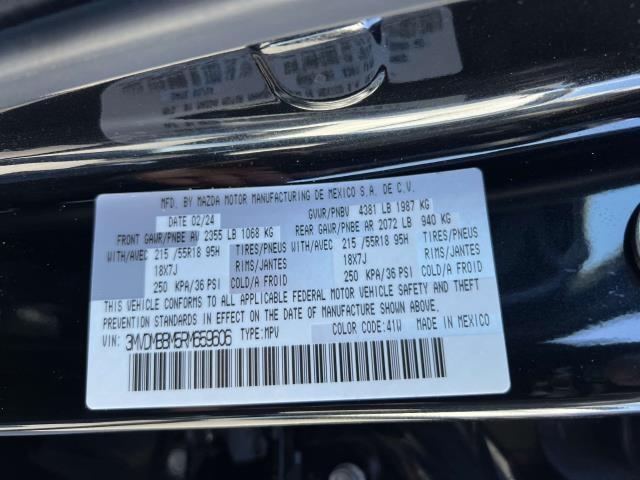 MFD. BY MAZDA MOTOR MANUFACTURING DE MEXICO S.A. DE C.V.
DATE 02/24 GVWR/PNBV 4381 LB 1987 KG
FRONT GAWR/PNBE AV 2355 LB 1068 KG REAR GAWR/PNBE AR 2072 LB 940 KG
WITH/AVEC 215/55R18 95H TIRES/PNEUS WITH/AVEC 215/55R18 95H TIRES/PNEUS
18X7J RIMS/JANTES 18X7J RIMS/JANTES
250 KPA/36 PSI COLD/A FROID 250 KPA/36 PSI COLD/A FROID
THIS VEHICLE CONFORMS TO ALL APPLICABLE FEDERAL MOTOR VEHICLE SAFETY AND THEFT
PREVENTION STANDARDS IN EFFECT ON THE DATE OF MANUFACTURE SHOWN ABOVE.
VIN: 3MVDMBBM5RM659606 TYPE:MPV COLOR CODE:41W MADE IN MEXICO